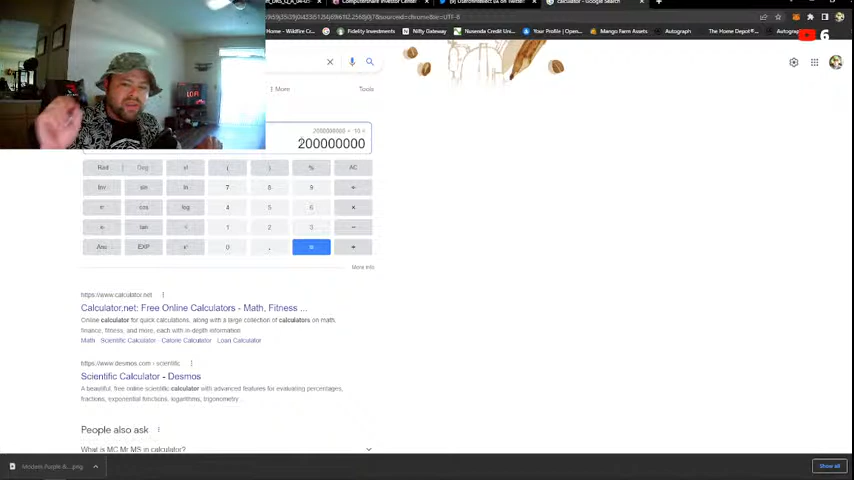 Computershare Investor Center
calculator - Google Search
Fidelity Investments
Nifty Gateway
Nusenda Credit Uni...
Your Profile | Open...
Mango Farm Assets
Autograph
The Home Depot
6
More
Tools
200000000
Rad
Deg
x!
(
)
%
AC
Inv
sin
ln
7
8
9
÷
π
cos
log
4
5
6
×
e
tan
√
1
2
3
−
Ans
EXP
0
.
=
+
More info
https://www.calculator.net
Calculator.net: Free Online Calculators - Math, Fitness ...
Online calculator for quick calculations, along with a large collection of calculators on math,
finance, fitness, and more, each with in-depth information
Math · Scientific Calculator · Calorie Calculator · Loan Calculator
https://www.desmos.com › scientific
Scientific Calculator - Desmos
A beautiful, free online scientific calculator with advanced features for evaluating percentages,
fractions, exponential functions, logarithms, trigonometry
People also ask
What is MC Mr MS in calculator?
Show all